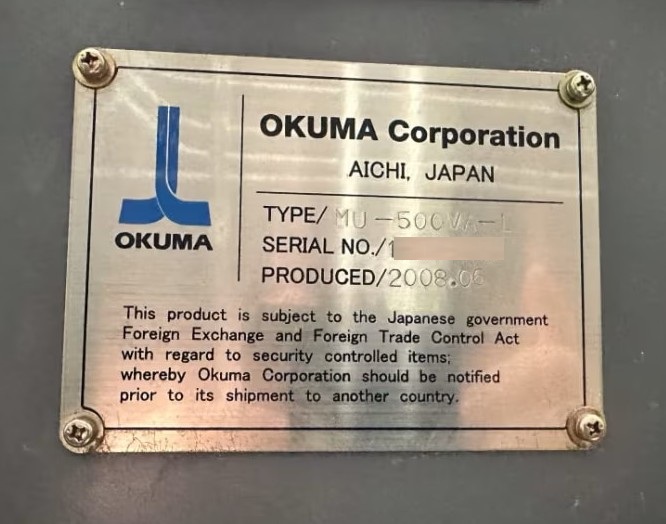 OKUMA
OKUMA Corporation
AICHI, JAPAN
TYPE/ MU-500VA-L
SERIAL NO./1
PRODUCED/2008.05
This product is subject to the Japanese government
Foreign Exchange and Foreign Trade Control Act
with regard to security controlled items;
whereby Okuma Corporation should be notified
prior to its shipment to another country.